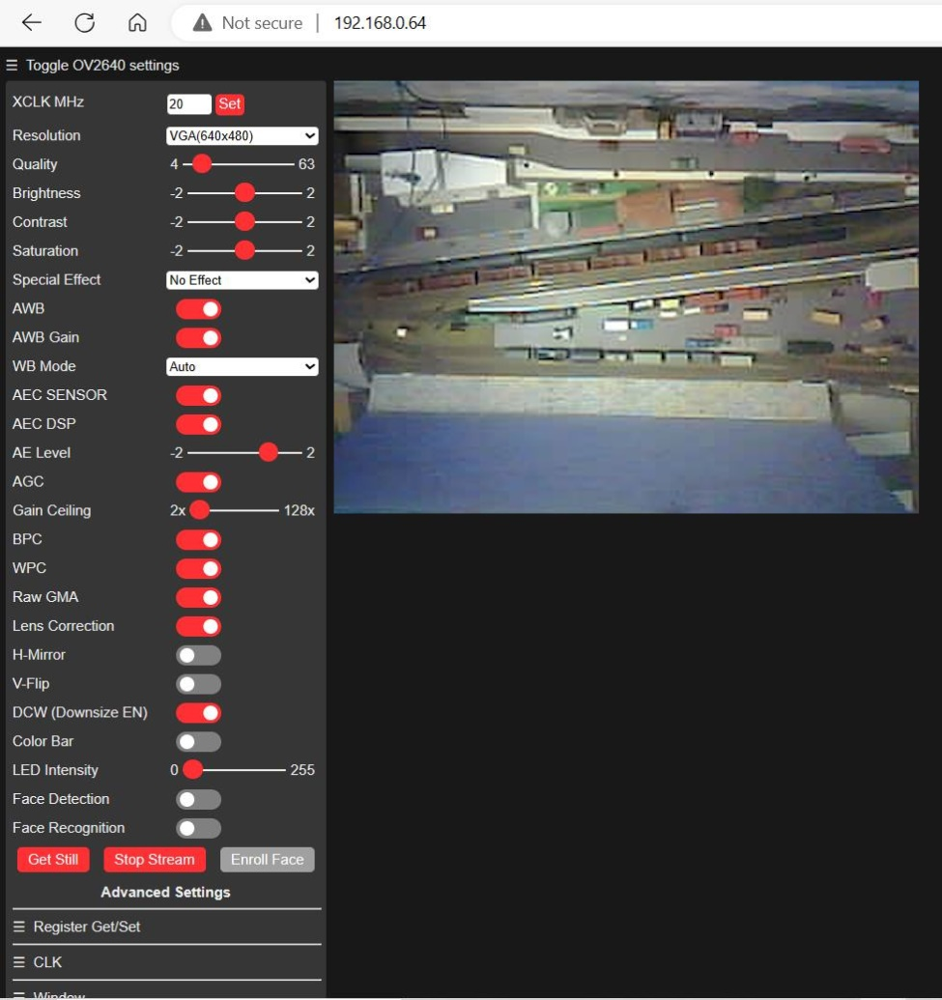 Not secure | 192.168.0.64
☰ Toggle OV2640 settings
XCLK MHz 20 Set
Resolution VGA(640x480)
Quality 4 63
Brightness -2 2
Contrast -2 2
Saturation -2 2
Special Effect No Effect
AWB
AWB Gain
WB Mode Auto
AEC SENSOR
AEC DSP
AE Level -2 2
AGC
Gain Ceiling 2x 128x
BPC
WPC
Raw GMA
Lens Correction
H-Mirror
V-Flip
DCW (Downsize EN)
Color Bar
LED Intensity 0 255
Face Detection
Face Recognition
Get Still Stop Stream Enroll Face
Advanced Settings
☰ Register Get/Set
☰ CLK
☰ Window